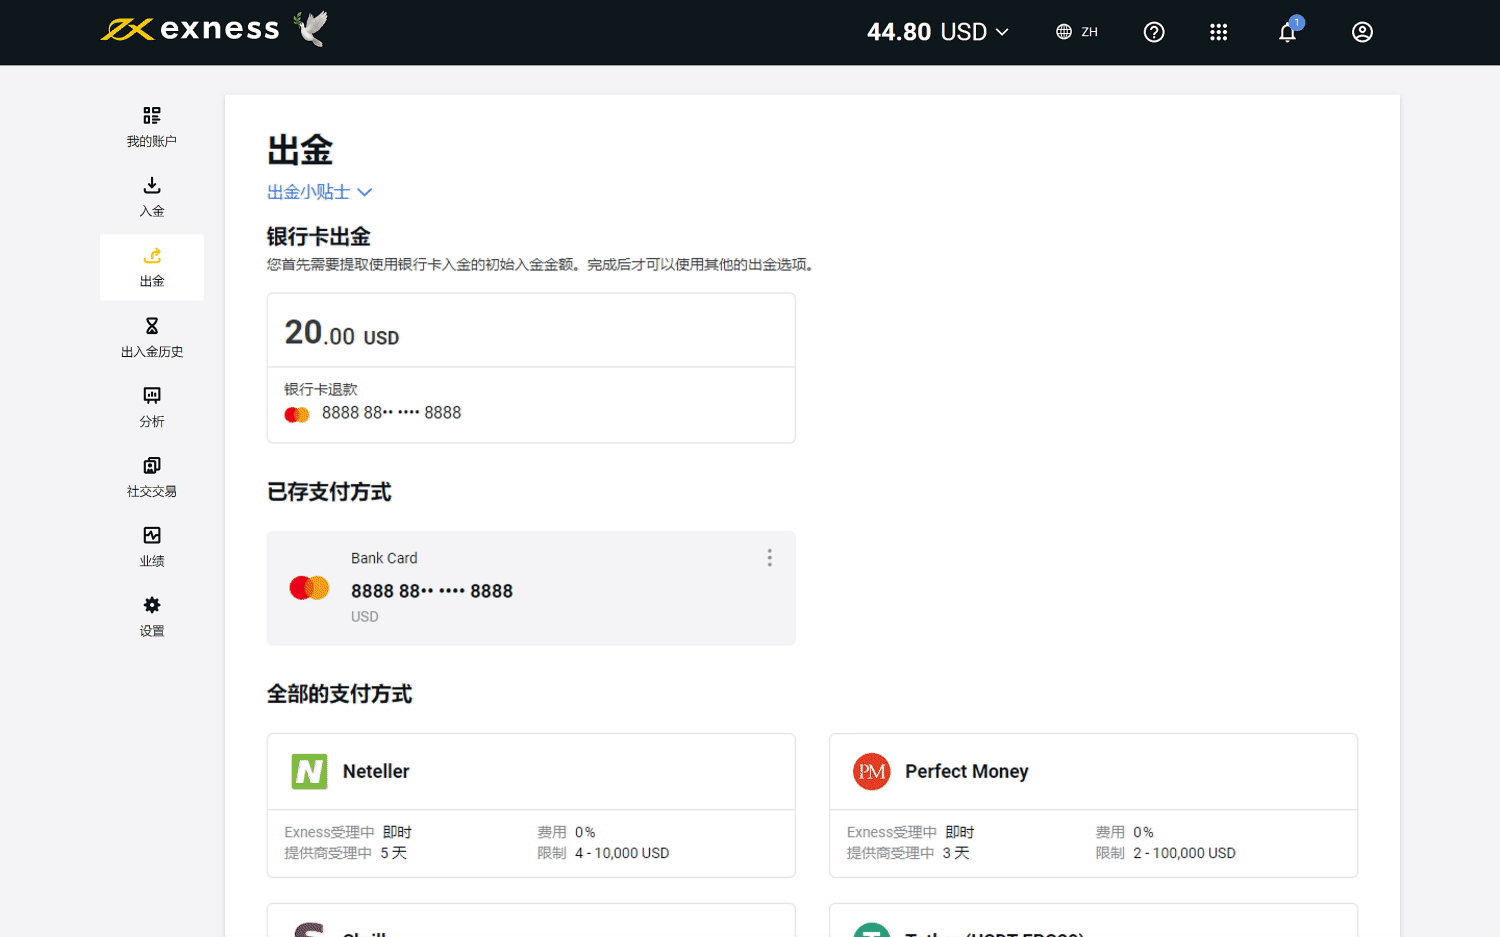 exness
44.80 USD
ZH
1
我的账户
入金
出金
出入金历史
分析
社交交易
业绩
设置
出金
出金小贴士
银行卡出金
您首先需要提取使用银行卡入金的初始入金金额。完成后才可以使用其他的出金选项。
20.00 USD
银行卡退款
8888 88•• •••• 8888
已存支付方式
Bank Card
8888 88•• •••• 8888
USD
全部的支付方式
N Neteller
Exness受理中 即时 费用 0%
提供商受理中 5 天 限制 4 - 10,000 USD
PM Perfect Money
Exness受理中 即时 费用 0%
提供商受理中 3 天 限制 2 - 100,000 USD